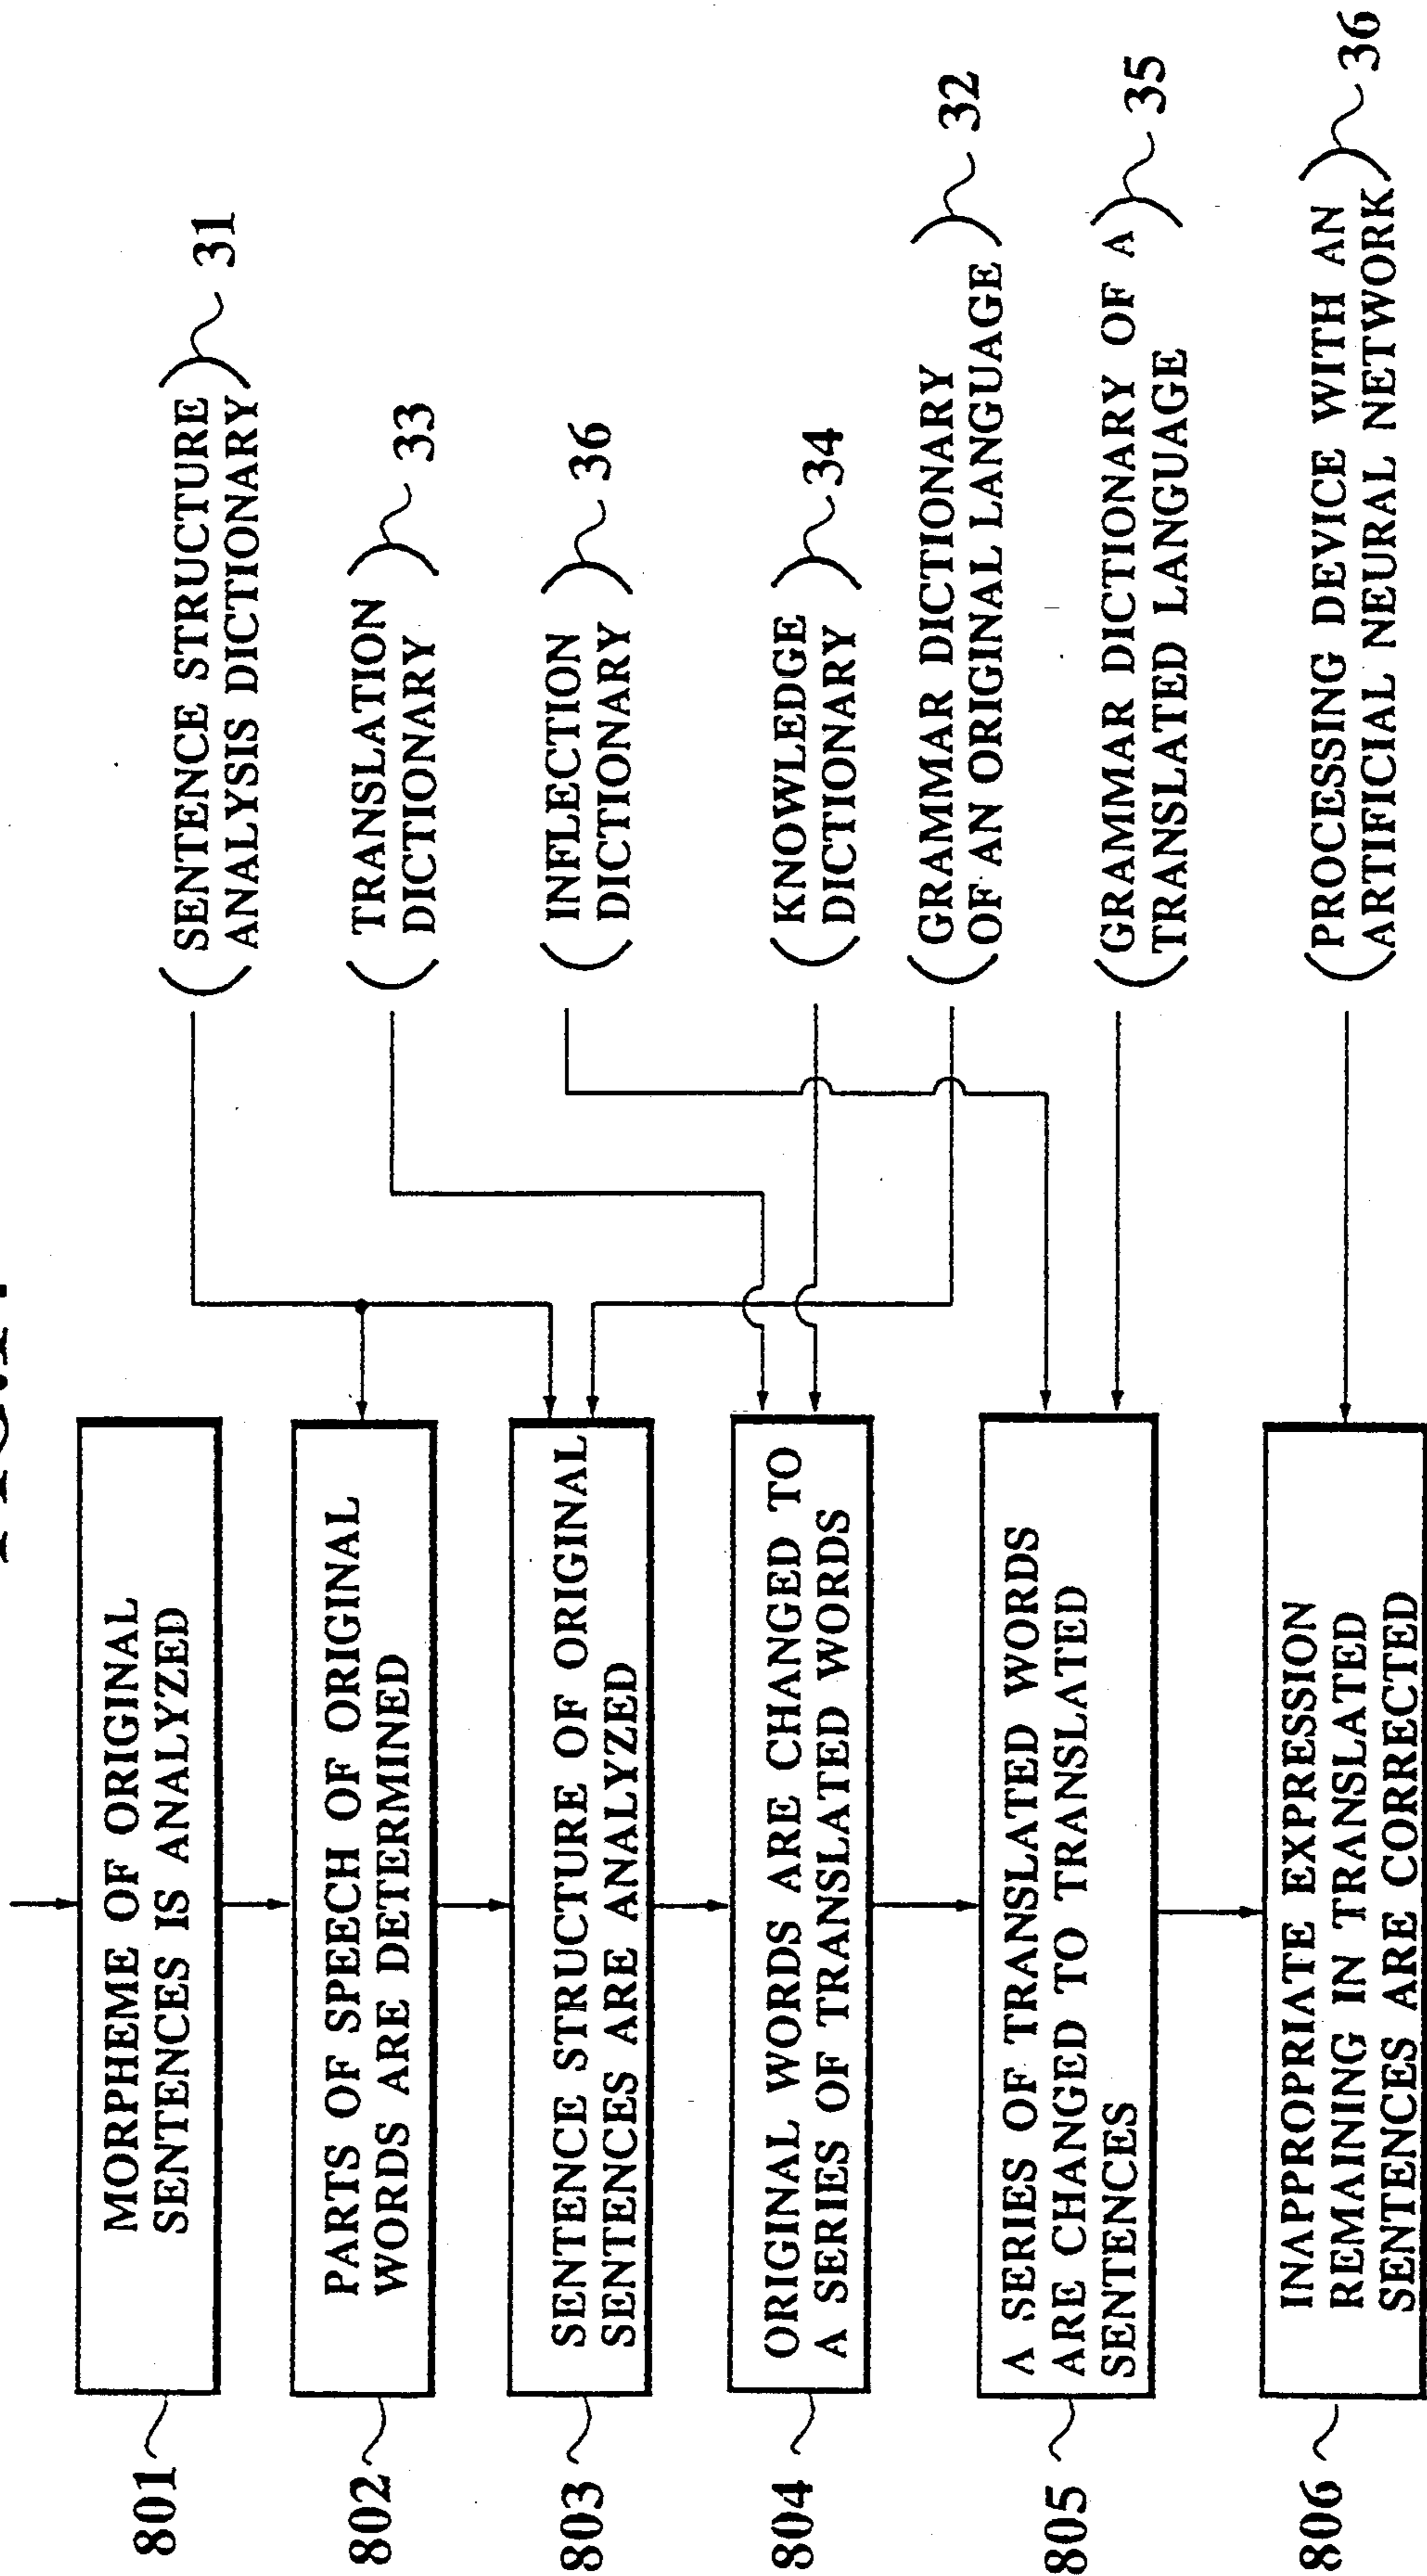 801
MORPHEME OF ORIGINAL
SENTENCES IS ANALYZED
802
PARTS OF SPEECH OF ORIGINAL
WORDS ARE DETERMINED
(SENTENCE STRUCTURE
ANALYSIS DICTIONARY) 31
803
SENTENCE STRUCTURE OF ORIGINAL
SENTENCES ARE ANALYZED
(TRANSLATION
DICTIONARY) 33
(INFLECTION
DICTIONARY) 36
804
ORIGINAL WORDS ARE CHANGED TO
A SERIES OF TRANSLATED WORDS
(KNOWLEDGE
DICTIONARY) 34
(GRAMMAR DICTIONARY
OF AN ORIGINAL LANGUAGE) 32
805
A SERIES OF TRANSLATED WORDS
ARE CHANGED TO TRANSLATED
SENTENCES
(GRAMMAR DICTIONARY OF A
TRANSLATED LANGUAGE) 35
806
INAPPROPRIATE EXPRESSION
REMAINING IN TRANSLATED
SENTENCES ARE CORRECTED
(PROCESSING DEVICE WITH AN
ARTIFICIAL NEURAL NETWORK) 36